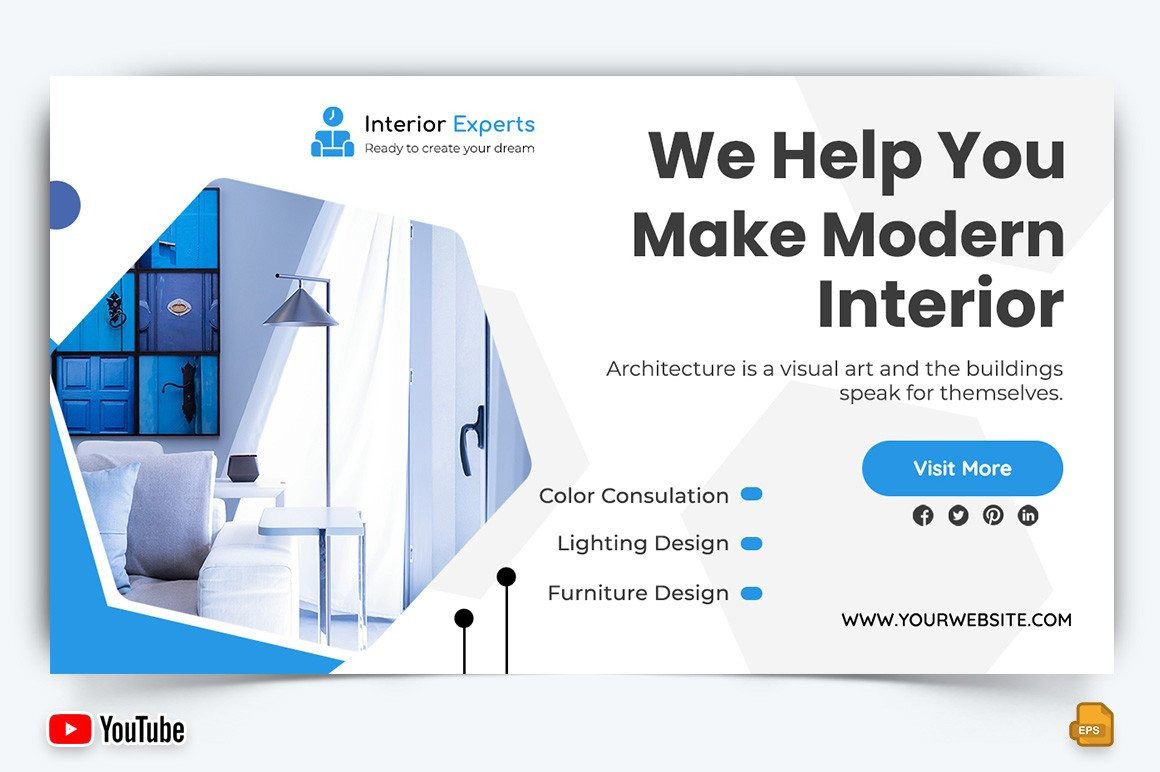 Interior Experts
Ready to create your dream
We Help You
Make Modern
Interior
Architecture is a visual art and the buildings
speak for themselves.
Visit More
Color Consulation
Lighting Design
Furniture Design
WWW.YOURWEBSITE.COM
YouTube
EPS